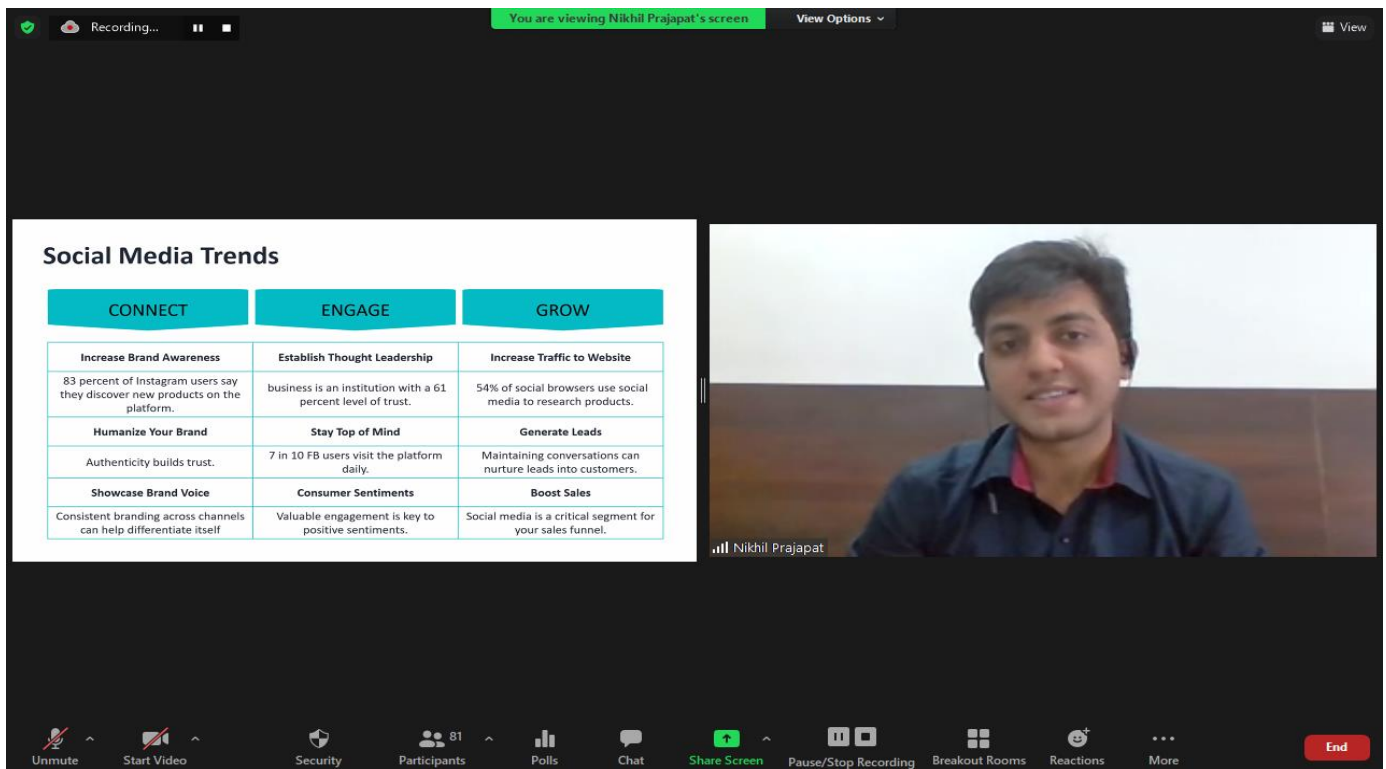 Recording...
You are viewing Nikhil Prajapat's screen
View Options
View
Social Media Trends
CONNECT
ENGAGE
GROW
Increase Brand Awareness
Establish Thought Leadership
Increase Traffic to Website
83 percent of Instagram users say
they discover new products on the
platform.
business is an institution with a 61
percent level of trust.
54% of social browsers use social
media to research products.
Humanize Your Brand
Stay Top of Mind
Generate Leads
Authenticity builds trust.
7 in 10 FB users visit the platform
daily.
Maintaining conversations can
nurture leads into customers.
Showcase Brand Voice
Consumer Sentiments
Boost Sales
Consistent branding across channels
can help differentiate itself
Valuable engagement is key to
positive sentiments.
Social media is a critical segment for
your sales funnel.
Nikhil Prajapat
Unmute
Start Video
Security
81
Participants
Polls
Chat
Share Screen
Pause/Stop Recording
Breakout Rooms
Reactions
More
End